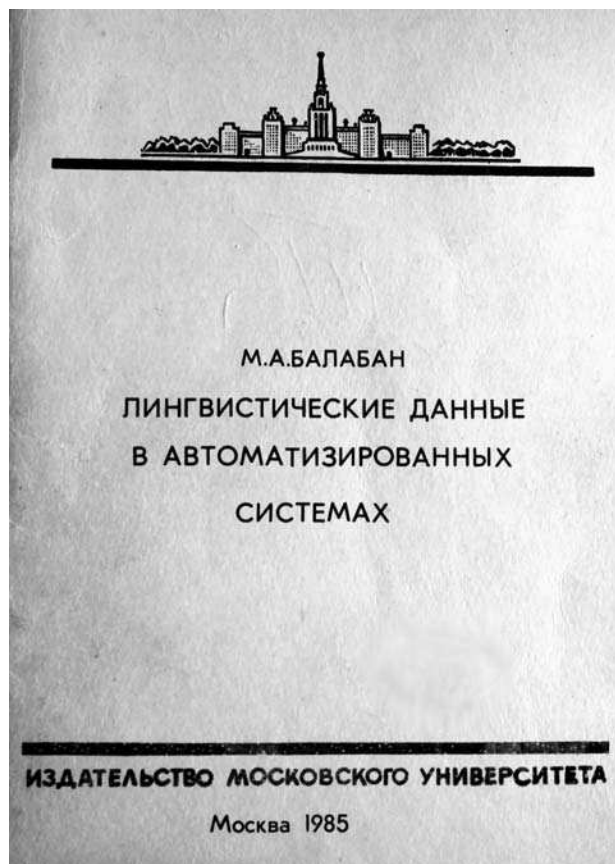 М.А.БАЛАБАН
ЛИНГВИСТИЧЕСКИЕ ДАННЫЕ
В АВТОМАТИЗИРОВАННЫХ
СИСТЕМАХ
ИЗДАТЕЛЬСТВО МОСКОВСКОГО УНИВЕРСИТЕТА
Москва 1985